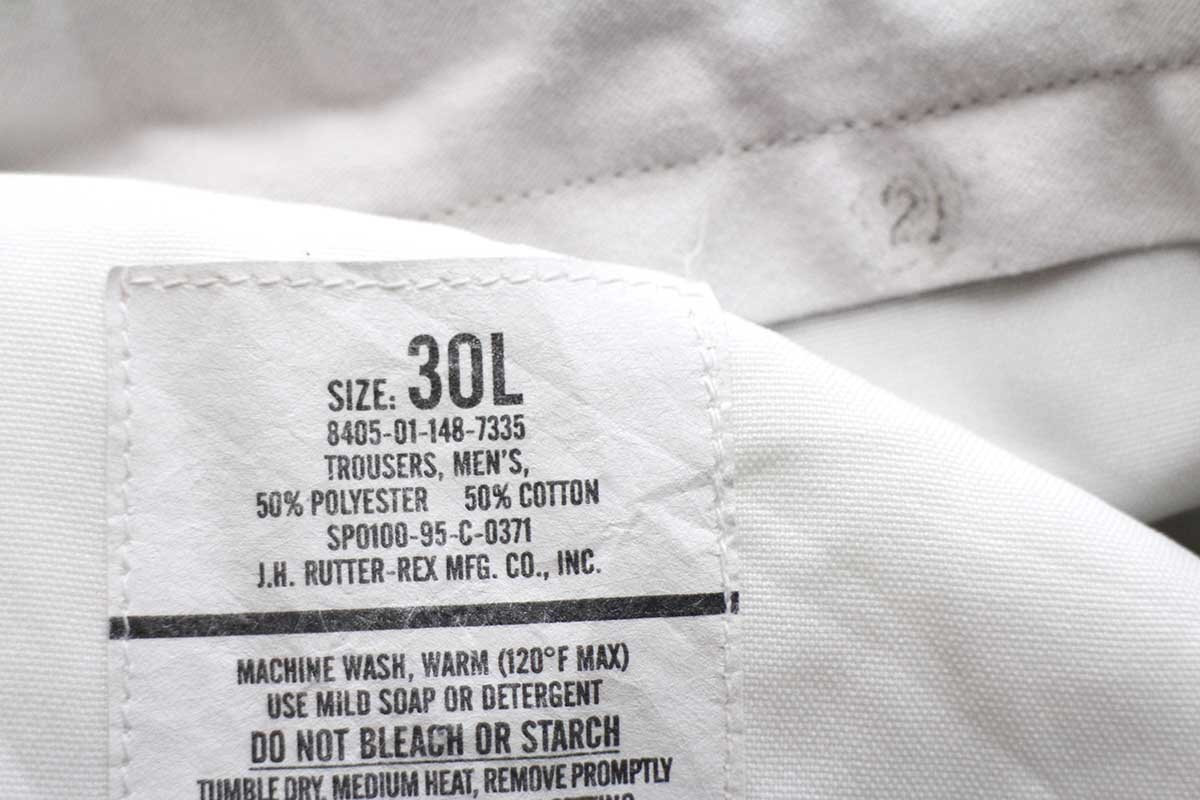 SIZE: 30L
8405-01-148-7335
TROUSERS, MEN'S,
50% POLYESTER 50% COTTON
SPO100-95-C-0371
J.H. RUTTER-REX MFG. CO., INC.
MACHINE WASH, WARM (120°F MAX)
USE MILD SOAP OR DETERGENT
DO NOT BLEACH OR STARCH
TUMBLE DRY, MEDIUM HEAT, REMOVE PROMPTLY